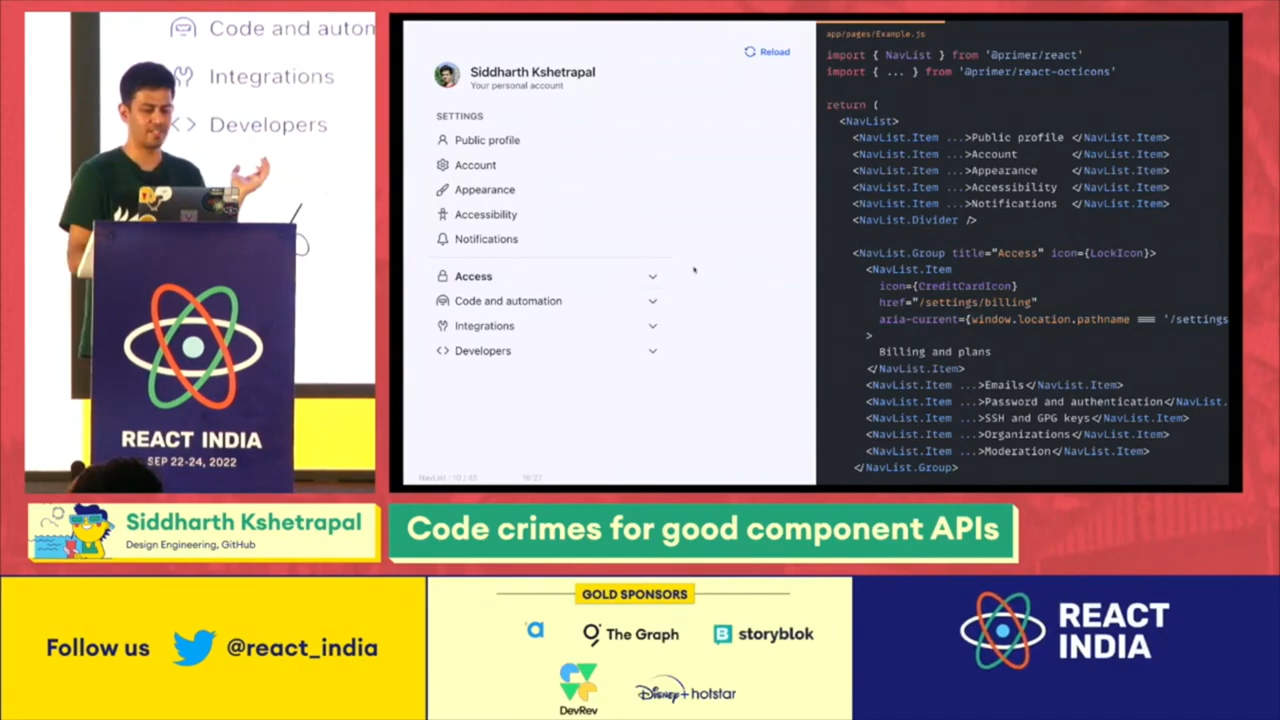 Code and autom
Integrations
<> Developers
REACT INDIA
SEP 22-24, 2022
Reload
Siddharth Kshetrapal
Your personal account
SETTINGS
Public profile
Account
Appearance
Accessibility
Notifications
Access
Code and automation
Integrations
<> Developers
NavList : 10 / 45
16:27
app/pages/Example.js
import { NavList } from '@primer/react'
import { ... } from '@primer/react-octicons'
return (
<NavList>
<NavList.Item ...>Public profile </NavList.Item>
<NavList.Item ...>Account </NavList.Item>
<NavList.Item ...>Appearance </NavList.Item>
<NavList.Item ...>Accessibility </NavList.Item>
<NavList.Item ...>Notifications </NavList.Item>
<NavList.Divider />
<NavList.Group title="Access" icon={LockIcon}>
<NavList.Item
icon={CreditCardIcon}
href="/settings/billing"
aria-current={window.location.pathname === '/settings
>
Billing and plans
</NavList.Item>
<NavList.Item ...>Emails</NavList.Item>
<NavList.Item ...>Password and authentication</NavList.
<NavList.Item ...>SSH and GPG keys</NavList.Item>
<NavList.Item ...>Organizations</NavList.Item>
<NavList.Item ...>Moderation</NavList.Item>
</NavList.Group>
Siddharth Kshetrapal
Design Engineering, GitHub
Code crimes for good component APIs
Follow us @react_india
GOLD SPONSORS
a
The Graph
B storyblok
DevRev
Disney+ hotstar
REACT
INDIA